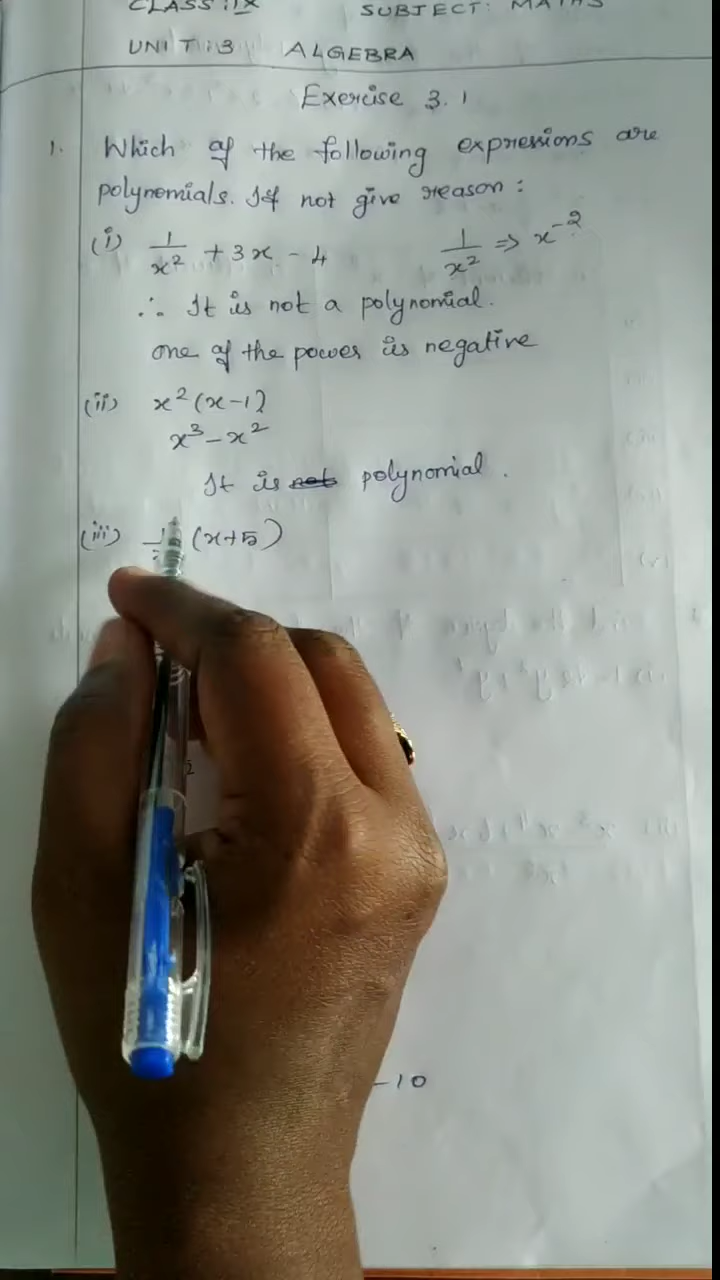 CLASS: IX SUBJECT: MATHS
UNIT: 3 ALGEBRA
Exercise 3.1
1. Which of the following expressions are
polynomials. If not give reason:
(i) 1/x² + 3x - 4 1/x² => x⁻²
∴ It is not a polynomial.
one of the power is negative
(ii) x²(x-1)
x³-x²
It is not polynomial.
(iii) (x+5)
-10